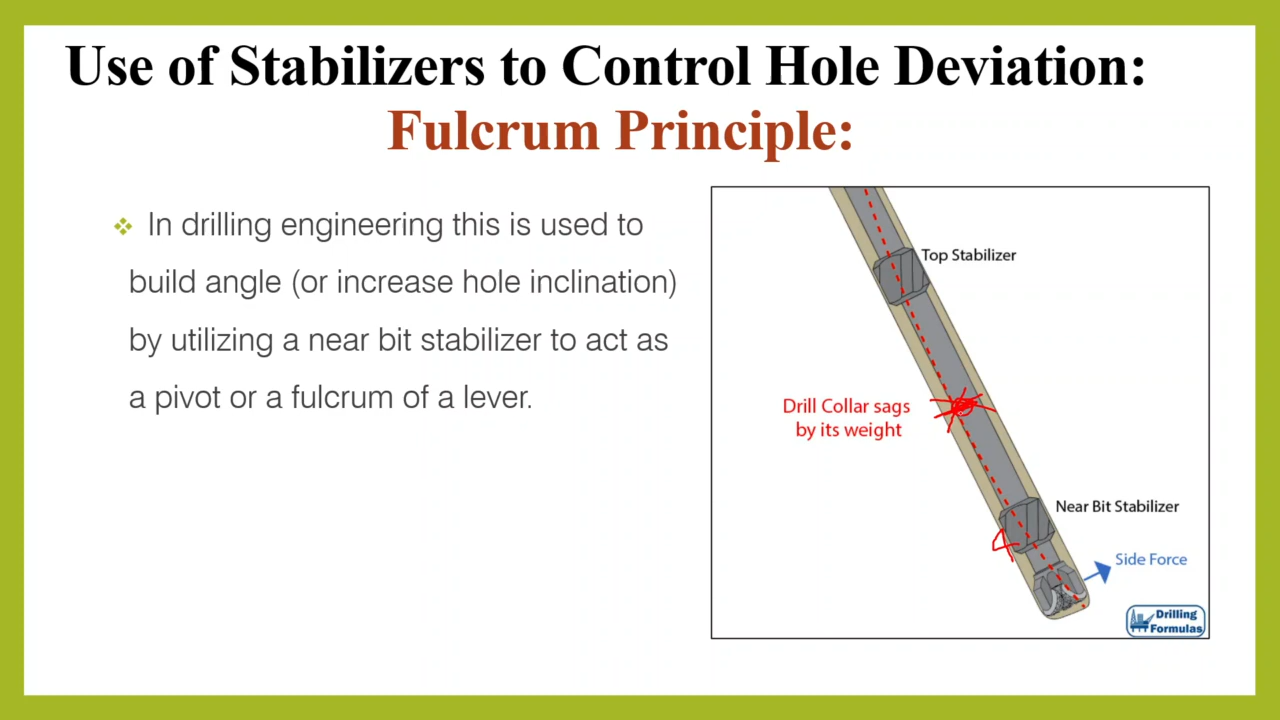 Use of Stabilizers to Control Hole Deviation:
Fulcrum Principle:
In drilling engineering this is used to
build angle (or increase hole inclination)
by utilizing a near bit stabilizer to act as
a pivot or a fulcrum of a lever.
Top Stabilizer
Drill Collar sags
by its weight
Near Bit Stabilizer
Side Force
Drilling
Formulas